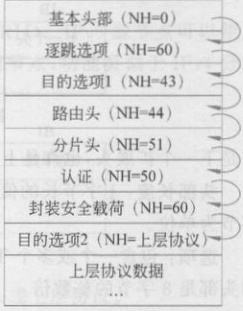 基本头部（NH=0）
逐跳选项（NH=60）
目的选项1（NH=43）
路由头（NH=44）
分片头（NH=51）
认证（NH=50）
封装安全载荷（NH=60）
目的选项2（NH=上层协议）
上层协议数据
...